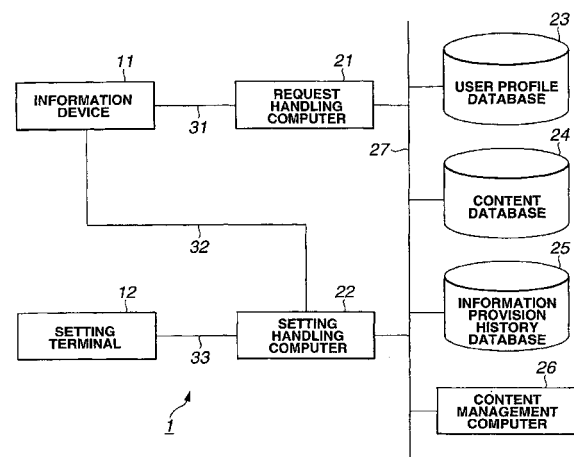 11
INFORMATION
DEVICE
31
21
REQUEST
HANDLING
COMPUTER
27
23
USER PROFILE
DATABASE
24
CONTENT
DATABASE
32
12
SETTING
TERMINAL
33
22
SETTING
HANDLING
COMPUTER
25
INFORMATION
PROVISION
HISTORY
DATABASE
26
CONTENT
MANAGEMENT
COMPUTER
1